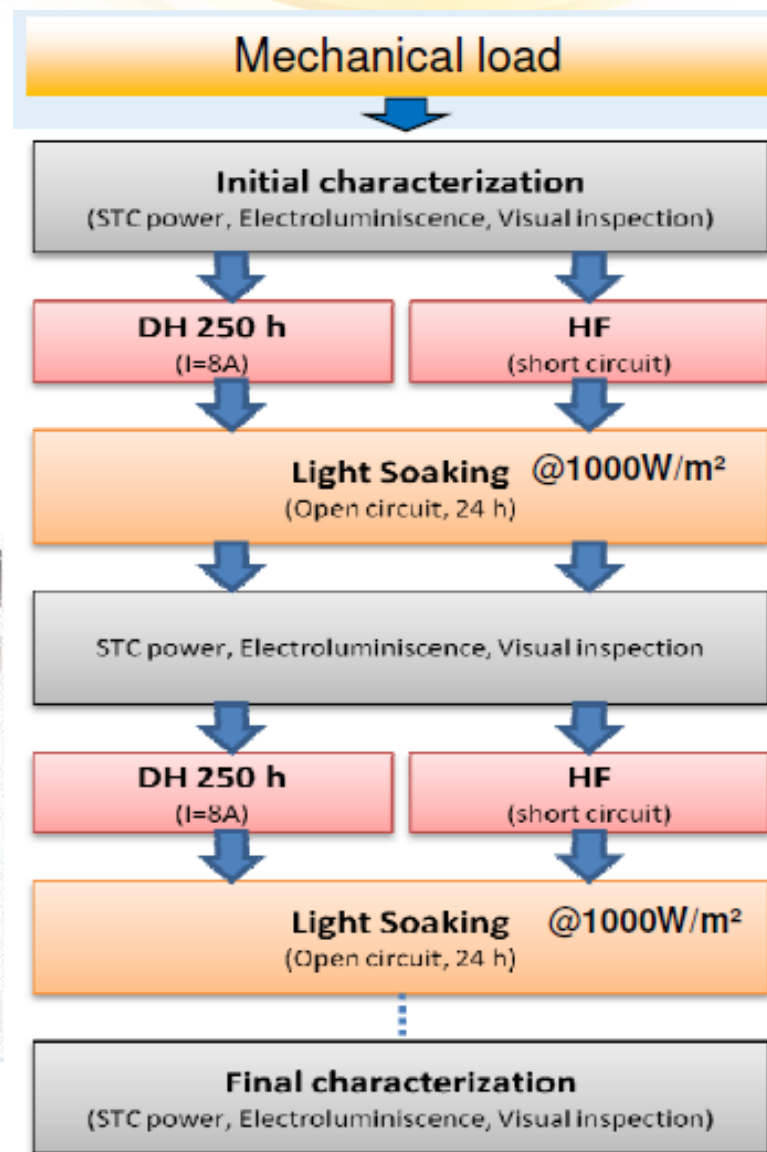 Mechanical load
Initial characterization
(STC power, Electroluminiscence, Visual inspection)
DH 250 h
(I=8A)
HF
(short circuit)
Light Soaking @1000W/m²
(Open circuit, 24 h)
STC power, Electroluminiscence, Visual inspection
DH 250 h
(I=8A)
HF
(short circuit)
Light Soaking @1000W/m²
(Open circuit, 24 h)
Final characterization
(STC power, Electroluminiscence, Visual inspection)